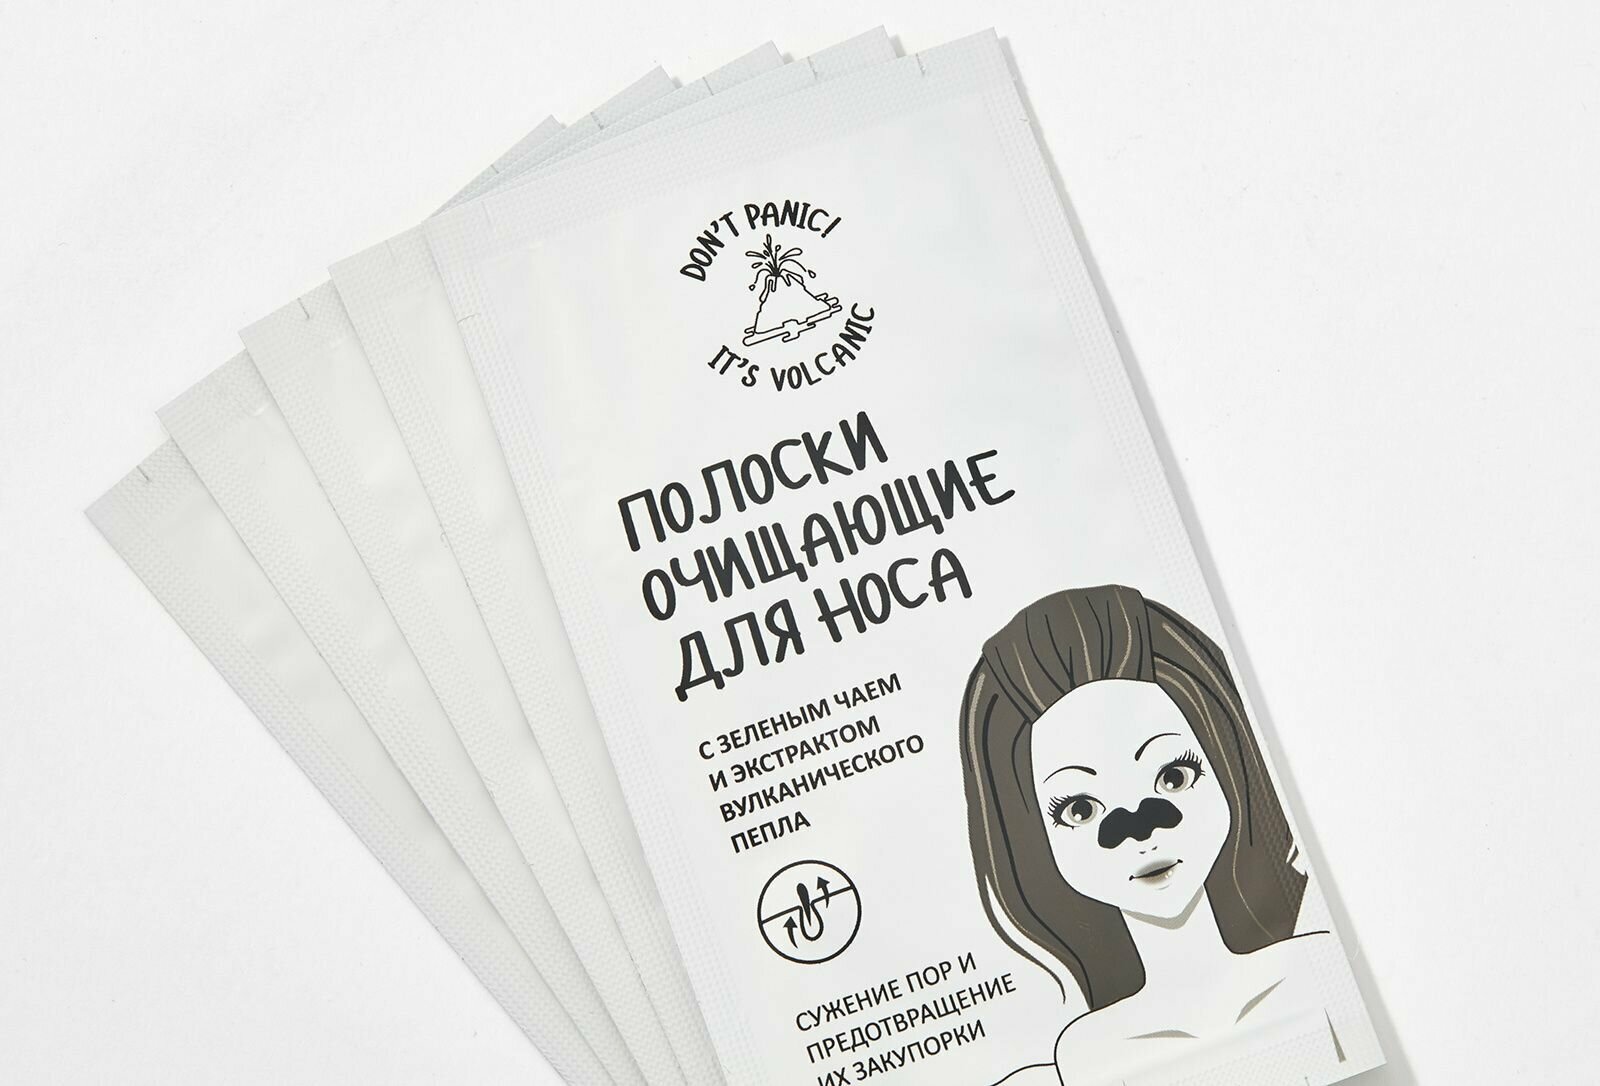 DON'T PANIC!
IT'S VOLCANIC
ПОЛОСКИ
ОЧИЩАЮЩИЕ
ДЛЯ НОСА
С ЗЕЛЕНЫМ ЧАЕМ
И ЭКСТРАКТОМ
ВУЛКАНИЧЕСКОГО
ПЕПЛА
СУЖЕНИЕ ПОР И
ПРЕДОТВРАЩЕНИЕ
ИХ ЗАКУПОРКИ